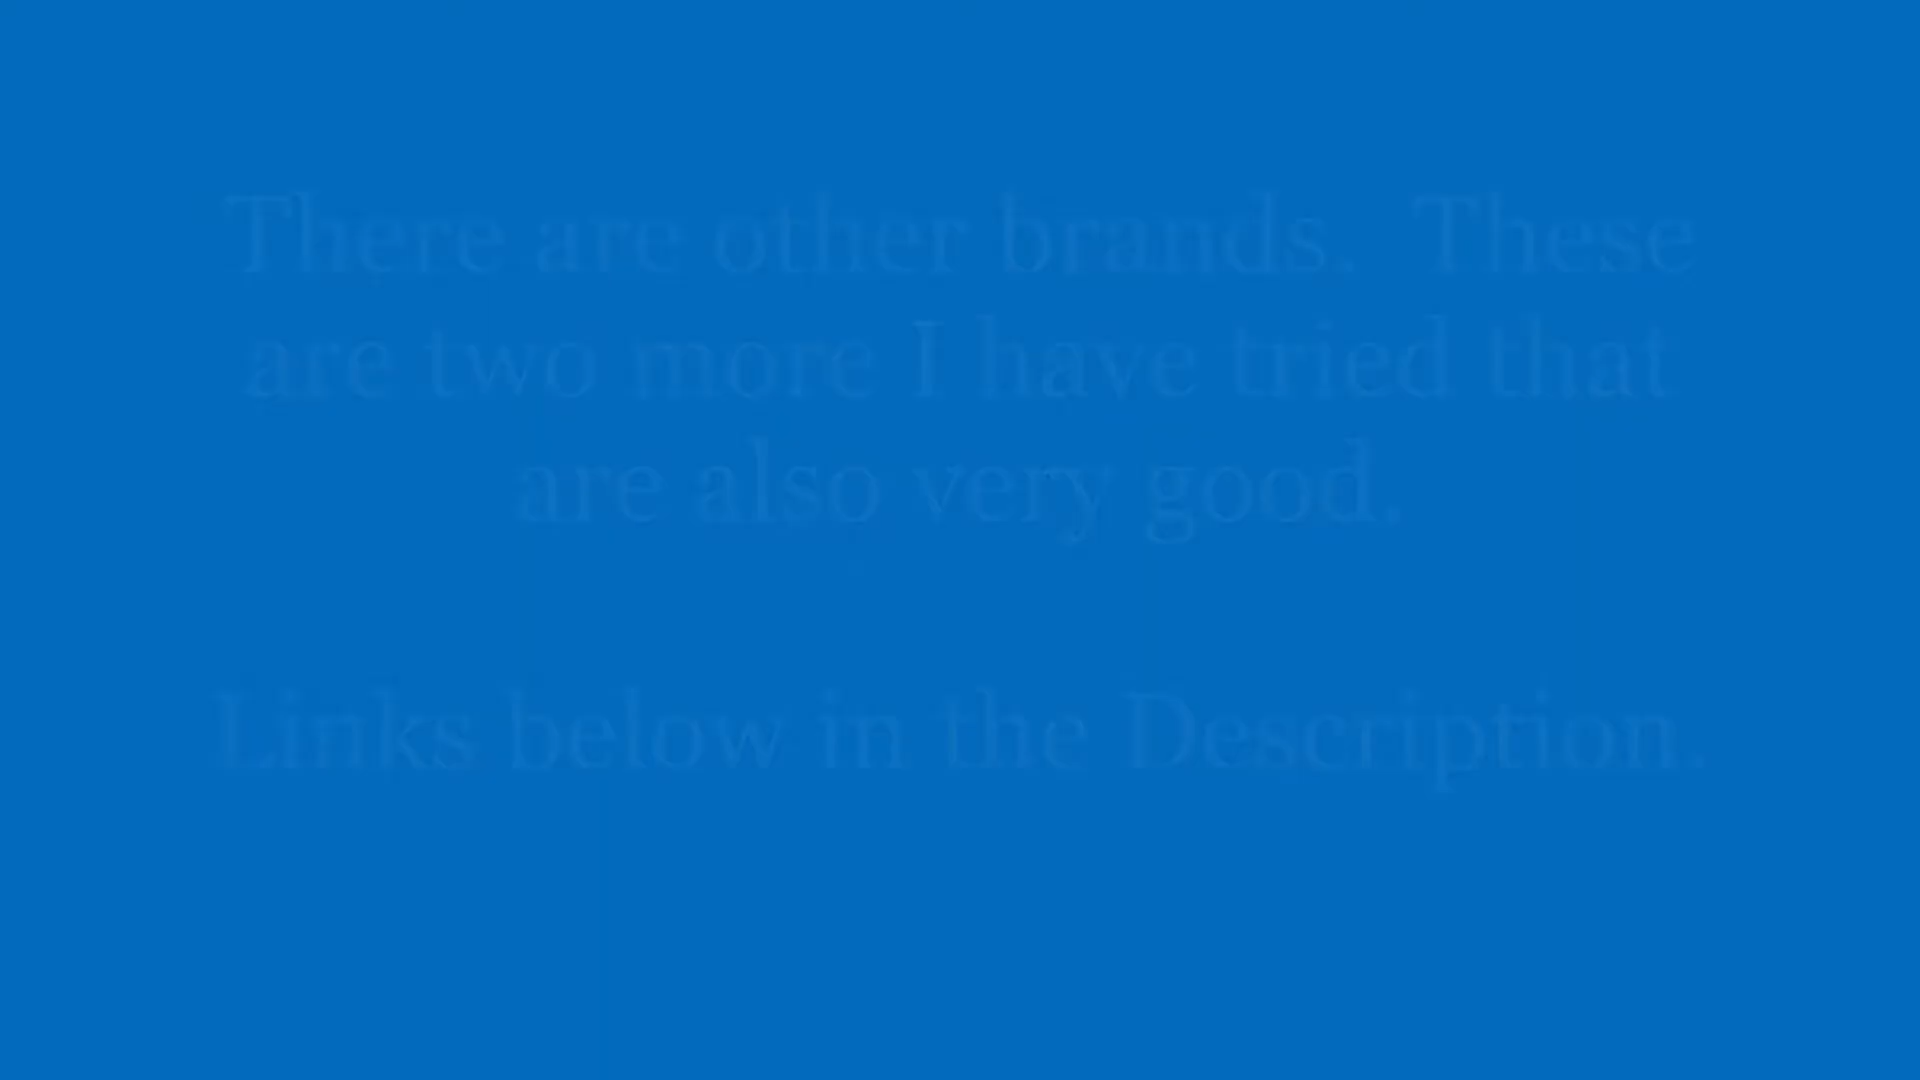 There are other brands.  These
are two more I have tried that
are also very good.
Links below in the Description.